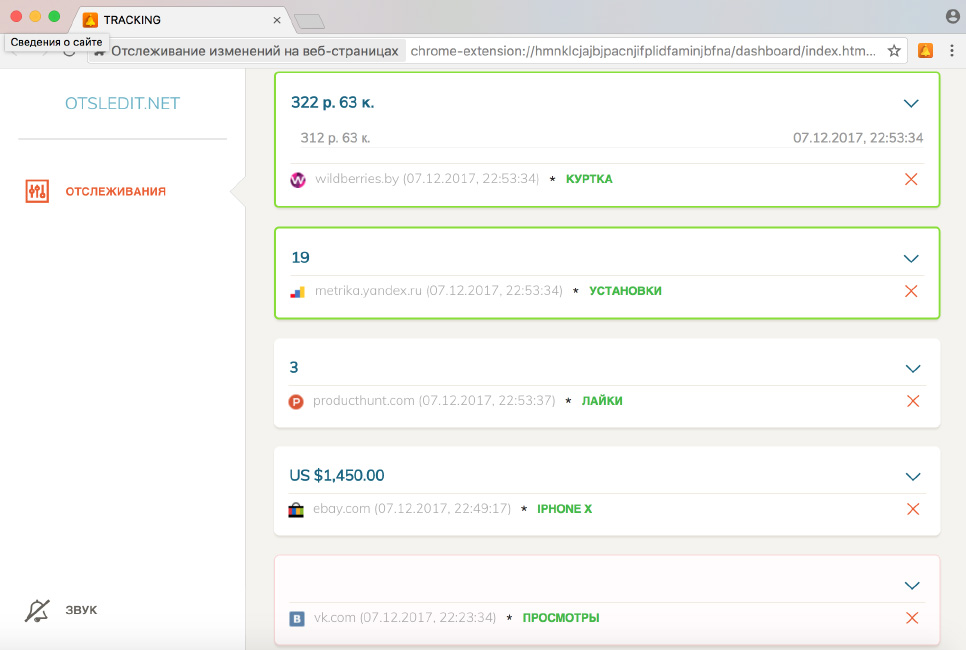 TRACKING
Сведения о сайте
Отслеживание изменений на веб-страницах chrome-extension://hmnklcjajbjpacnjifplidfaminjbfna/dashboard/index.htm...
OTSLEDIT.NET
ОТСЛЕЖИВАНИЯ
322 р. 63 к.
312 р. 63 к. 07.12.2017, 22:53:34
wildberries.by (07.12.2017, 22:53:34) * КУРТКА
19
metrika.yandex.ru (07.12.2017, 22:53:34) * УСТАНОВКИ
3
producthunt.com (07.12.2017, 22:53:37) * ЛАЙКИ
US $1,450.00
ebay.com (07.12.2017, 22:49:17) * IPHONE X
vk.com (07.12.2017, 22:23:34) * ПРОСМОТРЫ
ЗВУК